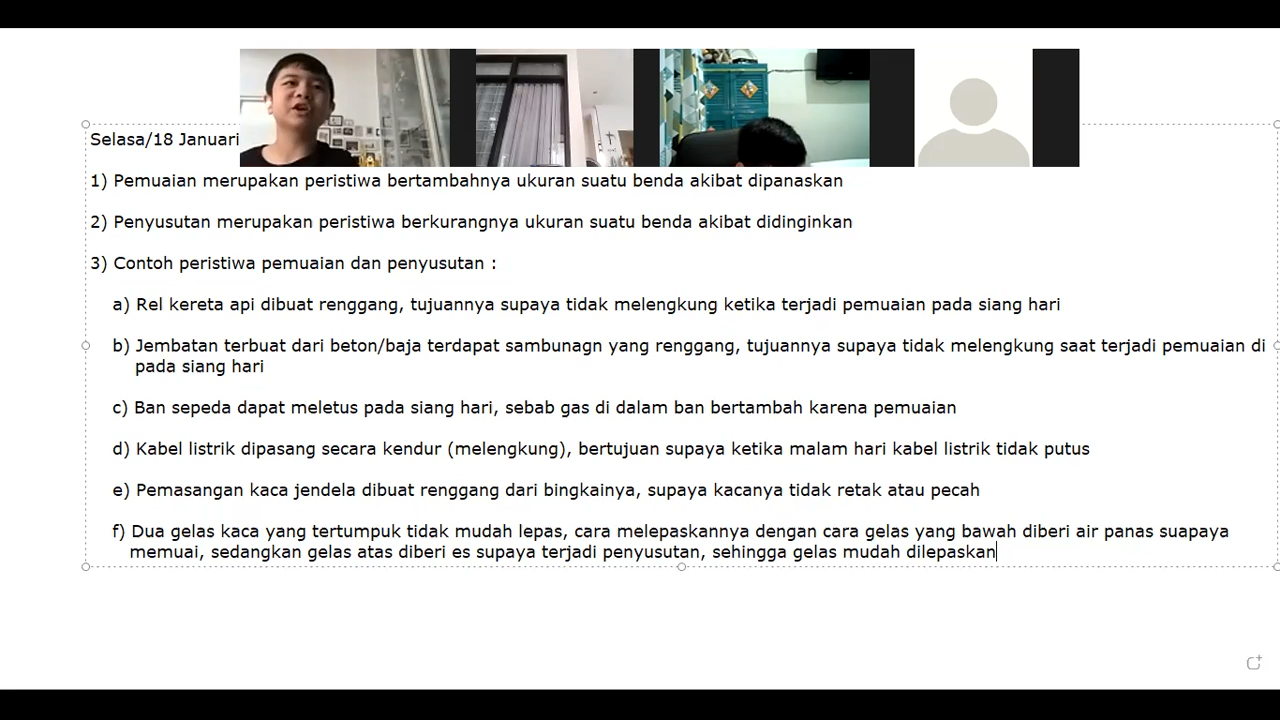 Selasa/18 Januari
1) Pemuaian merupakan peristiwa bertambahnya ukuran suatu benda akibat dipanaskan
2) Penyusutan merupakan peristiwa berkurangnya ukuran suatu benda akibat didinginkan
3) Contoh peristiwa pemuaian dan penyusutan :
a) Rel kereta api dibuat renggang, tujuannya supaya tidak melengkung ketika terjadi pemuaian pada siang hari
b) Jembatan terbuat dari beton/baja terdapat sambunagn yang renggang, tujuannya supaya tidak melengkung saat terjadi pemuaian di
pada siang hari
c) Ban sepeda dapat meletus pada siang hari, sebab gas di dalam ban bertambah karena pemuaian
d) Kabel listrik dipasang secara kendur (melengkung), bertujuan supaya ketika malam hari kabel listrik tidak putus
e) Pemasangan kaca jendela dibuat renggang dari bingkainya, supaya kacanya tidak retak atau pecah
f) Dua gelas kaca yang tertumpuk tidak mudah lepas, cara melepaskannya dengan cara gelas yang bawah diberi air panas suapaya
memuai, sedangkan gelas atas diberi es supaya terjadi penyusutan, sehingga gelas mudah dilepaskan